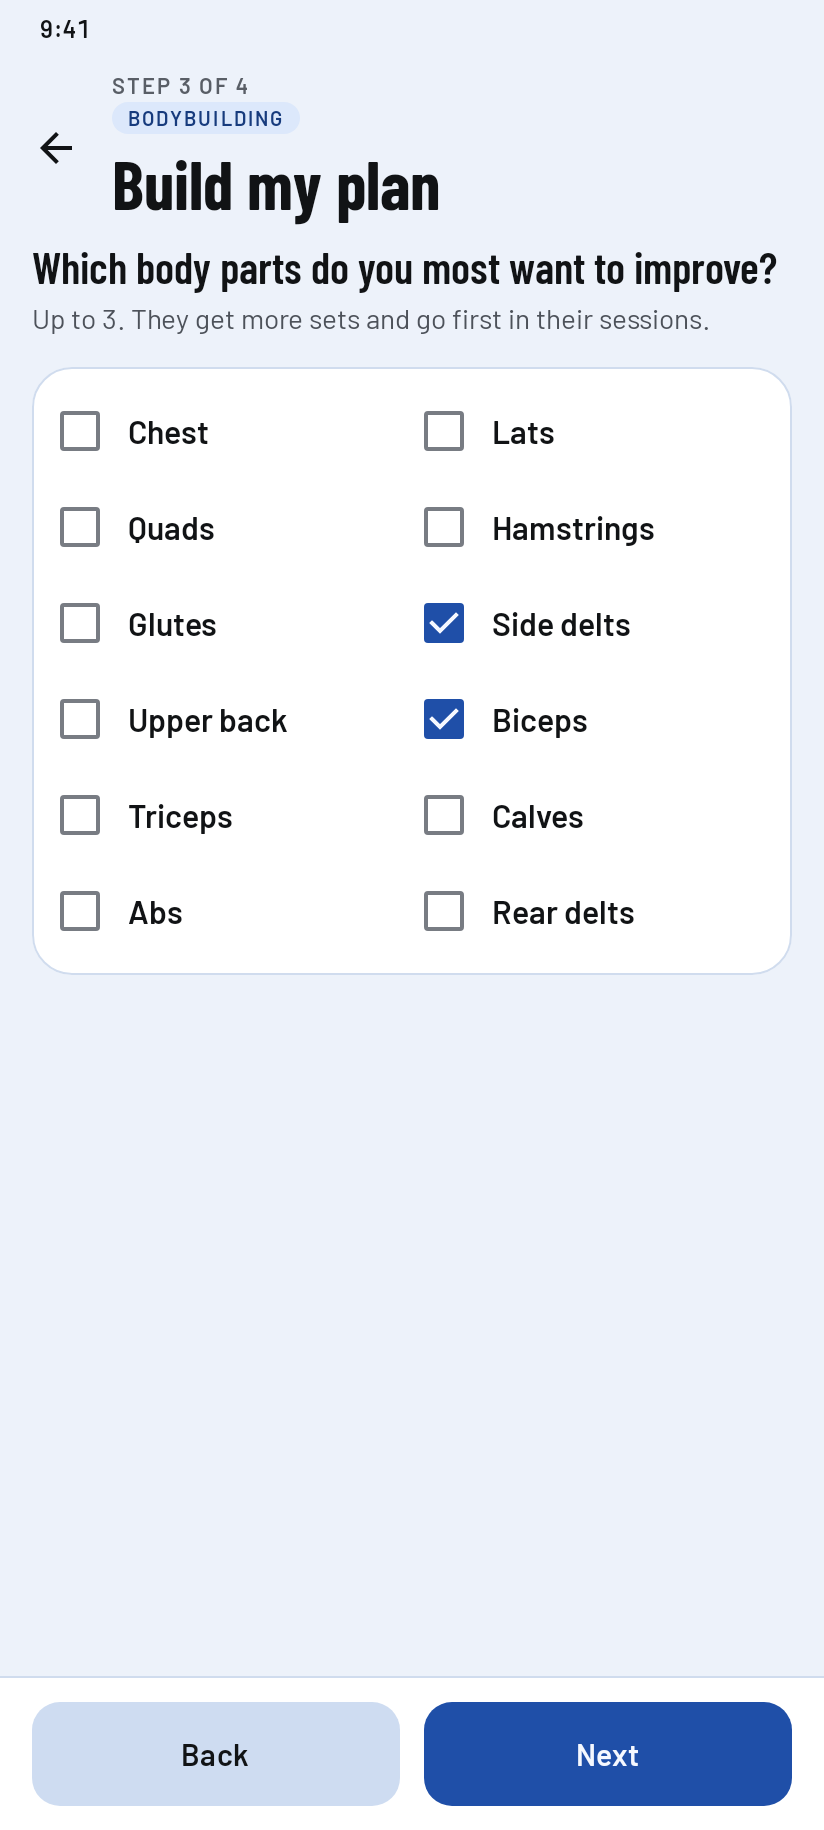 9:41
STEP 3 OF 4
BODYBUILDING
Build my plan
Which body parts do you most want to improve?
Up to 3. They get more sets and go first in their sessions.
Chest
Lats
Quads
Hamstrings
Glutes
Side delts
Upper back
Biceps
Triceps
Calves
Abs
Rear delts
Back
Next